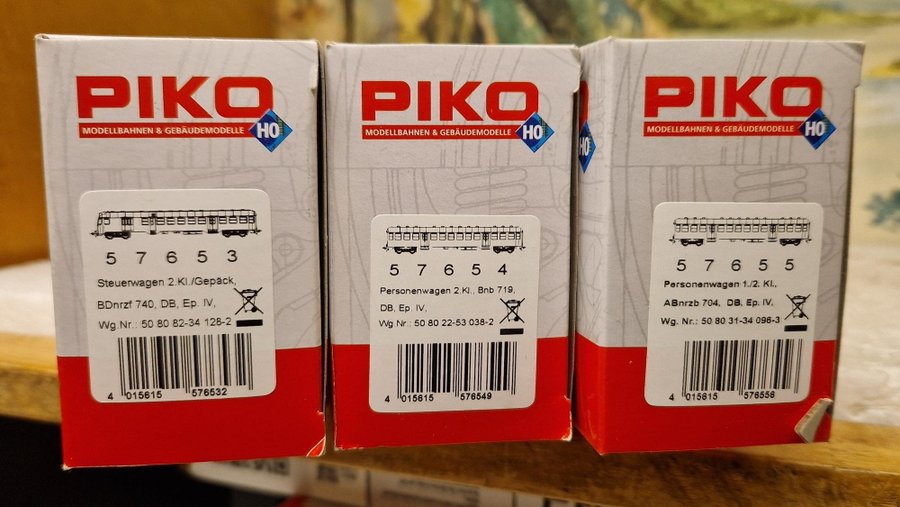 PIKO
MODELLBAHNEN & GEBÄUDEMODELLE
HO
5 7 6 5 3
Steuerwagen 2.Kl./Gepäck,
BDnrzf 740, DB, Ep. IV,
Wg.Nr.: 50 80 82-34 128-2
4 015615 576532
PIKO
MODELLBAHNEN & GEBÄUDEMODELLE
HO
5 7 6 5 4
Personenwagen 2.Kl., Bnb 719,
DB, Ep. IV,
Wg.Nr.: 50 80 22-53 038-2
4 015615 576549
HO
PIKO
MODELLBAHNEN & GEBÄUDEMODELLE
HO
5 7 6 5 5
Personenwagen 1./2. Kl.,
ABnrzb 704, DB, Ep. IV,
Wg.Nr.: 50 80 31-34 096-3
4 015615 576556